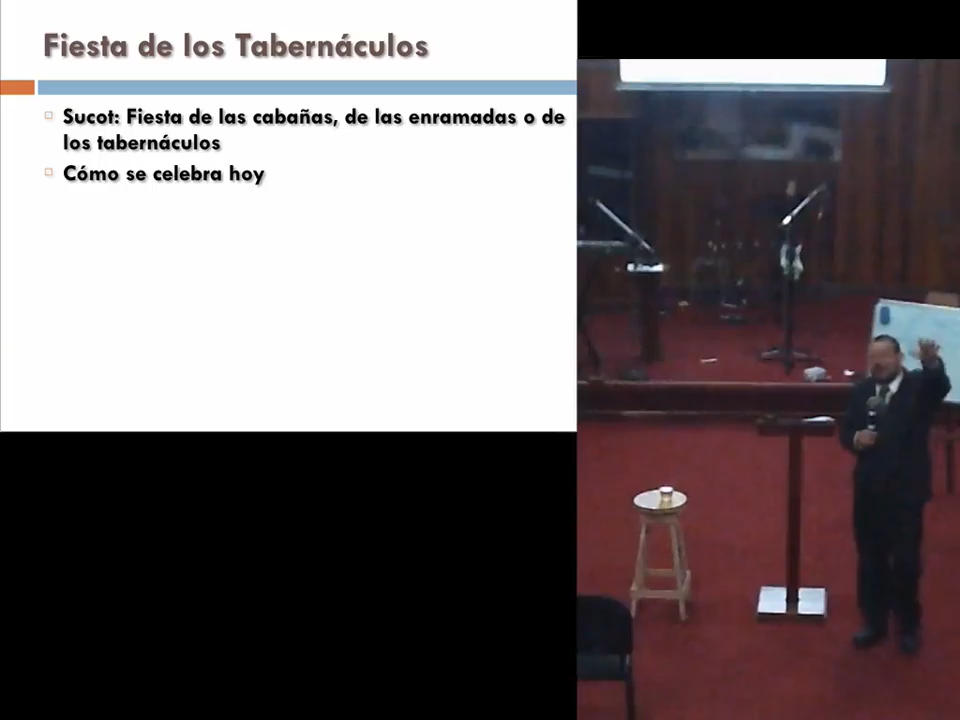 Fiesta de los Tabernáculos
Sucot: Fiesta de las cabañas, de las enramadas o de
los tabernáculos
Cómo se celebra hoy